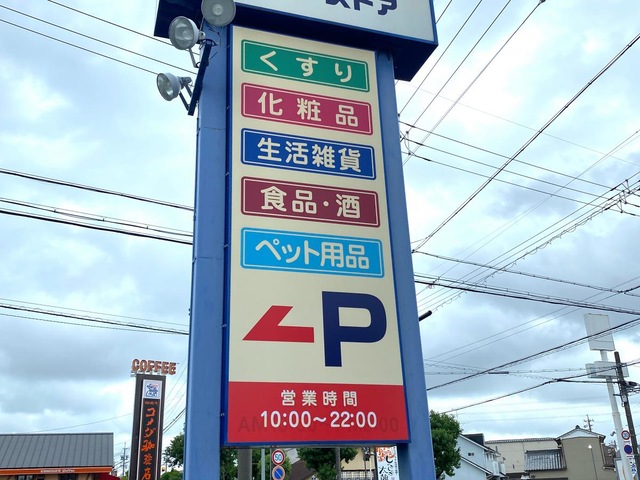 ストア
くすり
化粧品
生活雑貨
食品・酒
ペット用品
P
営業時間
10:00～22:00
COFFEE
コメダ
珈琲店